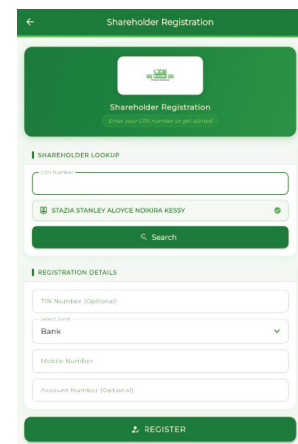 Shareholder Registration
Shareholder Registration
Enter your CDS number to get started
SHAREHOLDER LOOKUP
CDS Number
STAZIA STANLEY ALOYCE NDIKIRA KESSY
Search
REGISTRATION DETAILS
TIN Number (Optional)
Select Bank
Bank
Mobile Number
Account Number (Optional)
REGISTER